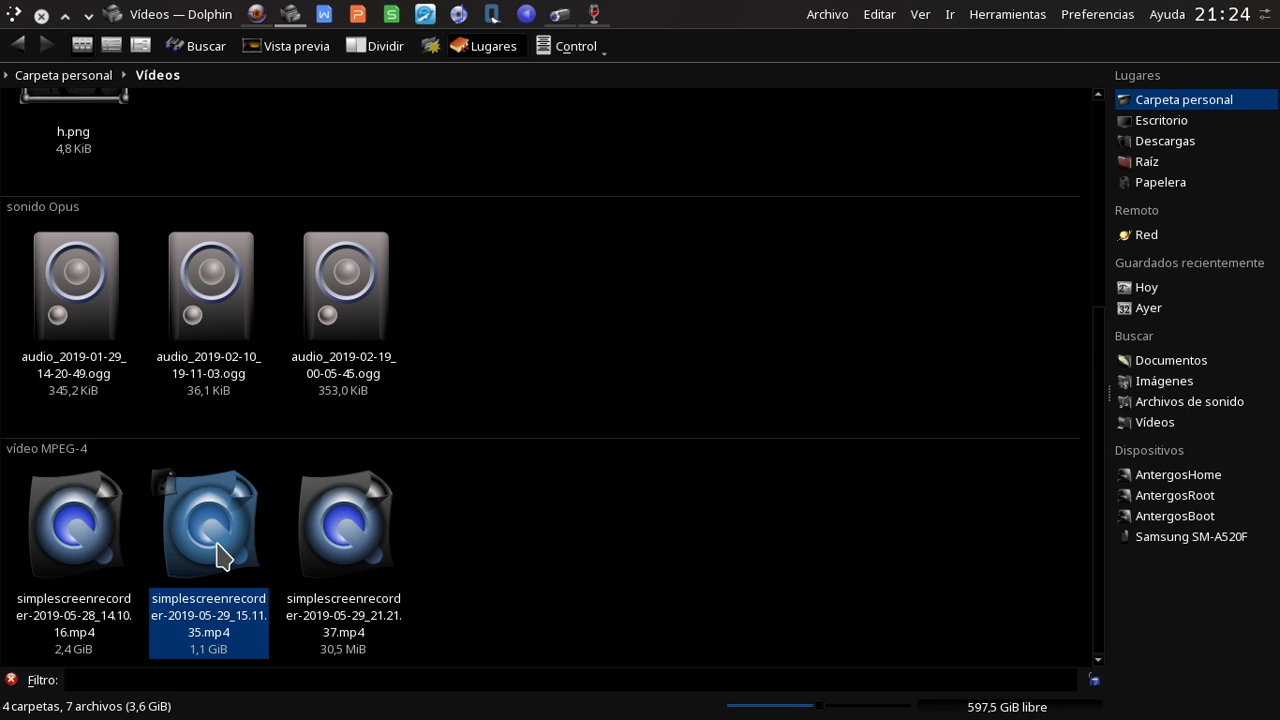 Vídeos — Dolphin
Archivo Editar Ver Ir Herramientas Preferencias Ayuda 21:24
Buscar Vista previa Dividir Lugares Control
Carpeta personal Vídeos
h.png
4,8 KiB
sonido Opus
audio_2019-01-29_
14-20-49.ogg
345,2 KiB
audio_2019-02-10_
19-11-03.ogg
36,1 KiB
audio_2019-02-19_
00-05-45.ogg
353,0 KiB
vídeo MPEG-4
simplescreenrecord
er-2019-05-28_14.10.
16.mp4
2,4 GiB
simplescreenrecord
er-2019-05-29_15.11.
35.mp4
1,1 GiB
simplescreenrecord
er-2019-05-29_21.21.
37.mp4
30,5 MiB
Filtro:
4 carpetas, 7 archivos (3,6 GiB)
597,5 GiB libre
Lugares
Carpeta personal
Escritorio
Descargas
Raíz
Papelera
Remoto
Red
Guardados recientemente
Hoy
Ayer
Buscar
Documentos
Imágenes
Archivos de sonido
Vídeos
Dispositivos
AntergosHome
AntergosRoot
AntergosBoot
Samsung SM-A520F